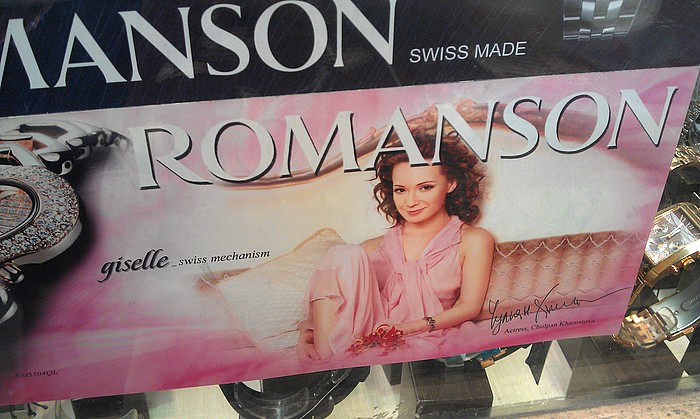 MANSON
SWISS MADE
ROMANSON
giselle_swiss mechanism
Actress, Chulpan Khamatova